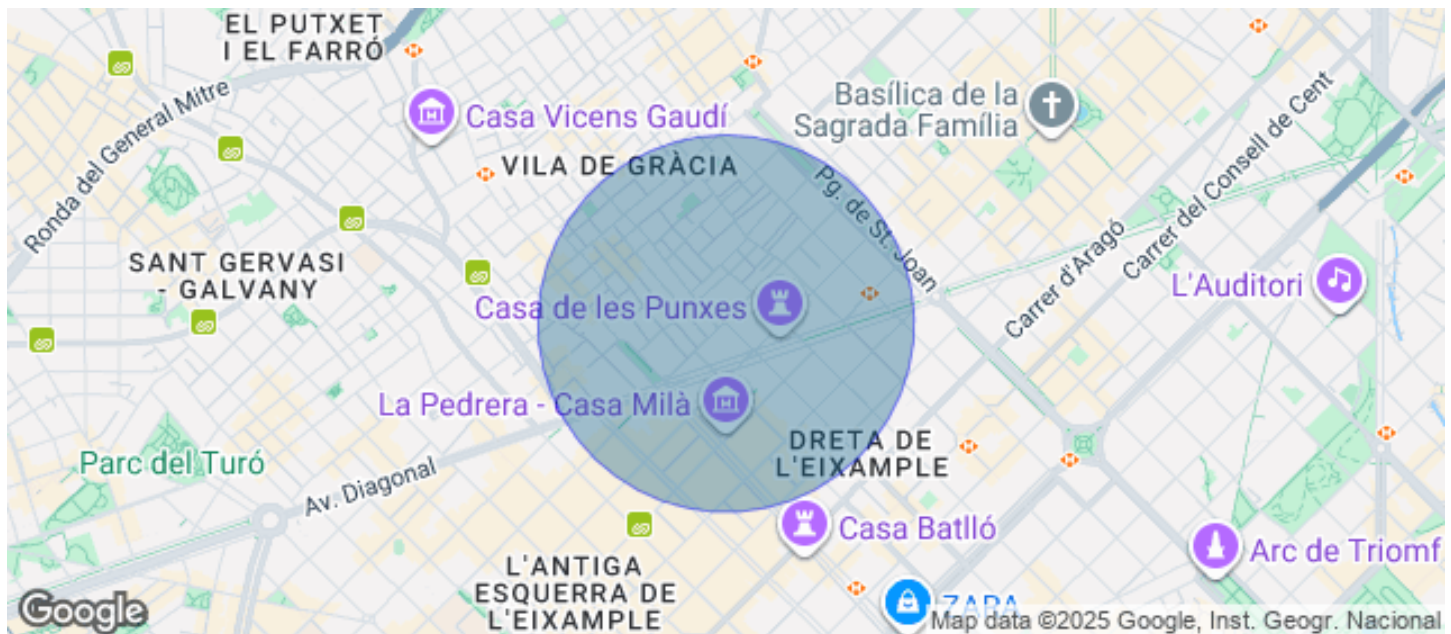 EL PUTXET
I EL FARRÓ
Ronda del General Mitre
Casa Vicens Gaudí
Basílica de la
Sagrada Família
VILA DE GRÀCIA
Pg. de St. Joan
Carrer del Consell de Cent
Carrer d'Aragó
SANT GERVASI
- GALVANY
L'Auditori
Casa de les Punxes
La Pedrera - Casa Milà
DRETA DE
L'EIXAMPLE
Parc del Turó
Av. Diagonal
Casa Batlló
Arc de Triomf
L'ANTIGA
ESQUERRA DE
L'EIXAMPLE
ZARA
Google
Map data ©2025 Google, Inst. Geogr. Nacional